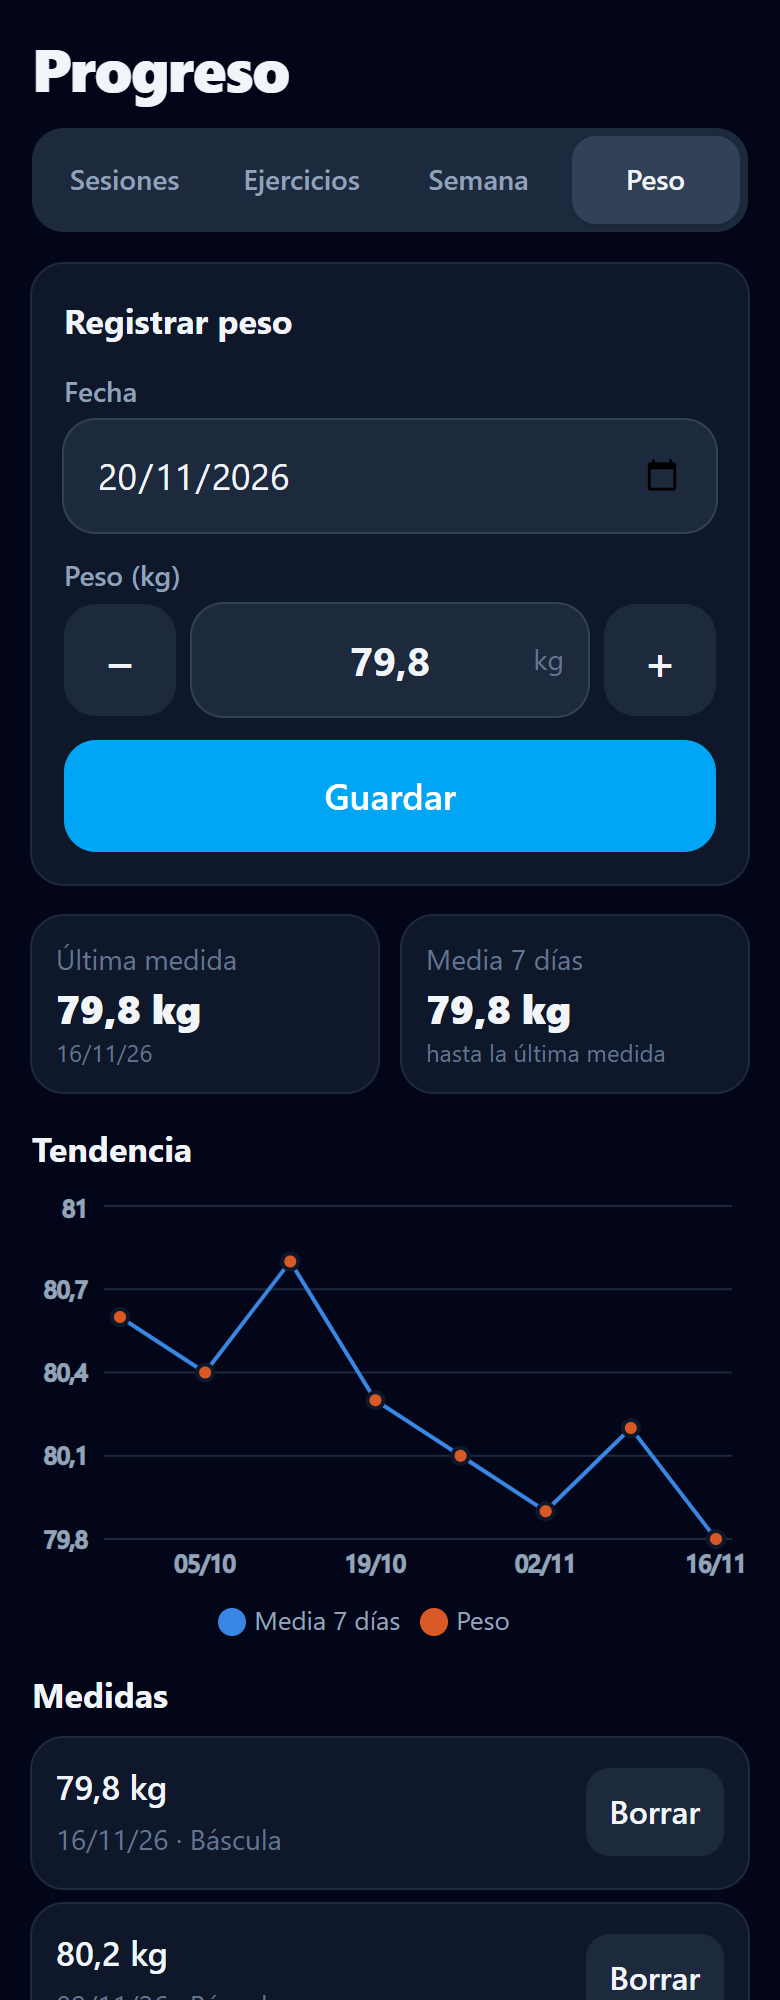 Progreso
Sesiones Ejercicios Semana Peso
Registrar peso
Fecha
20/11/2026
Peso (kg)
− 79,8 kg +
Guardar
Última medida
79,8 kg
16/11/26
Media 7 días
79,8 kg
hasta la última medida
Tendencia
81
80,7
80,4
80,1
79,8
05/10 19/10 02/11 16/11
Media 7 días Peso
Medidas
79,8 kg
16/11/26 · Báscula
Borrar
80,2 kg
Borrar